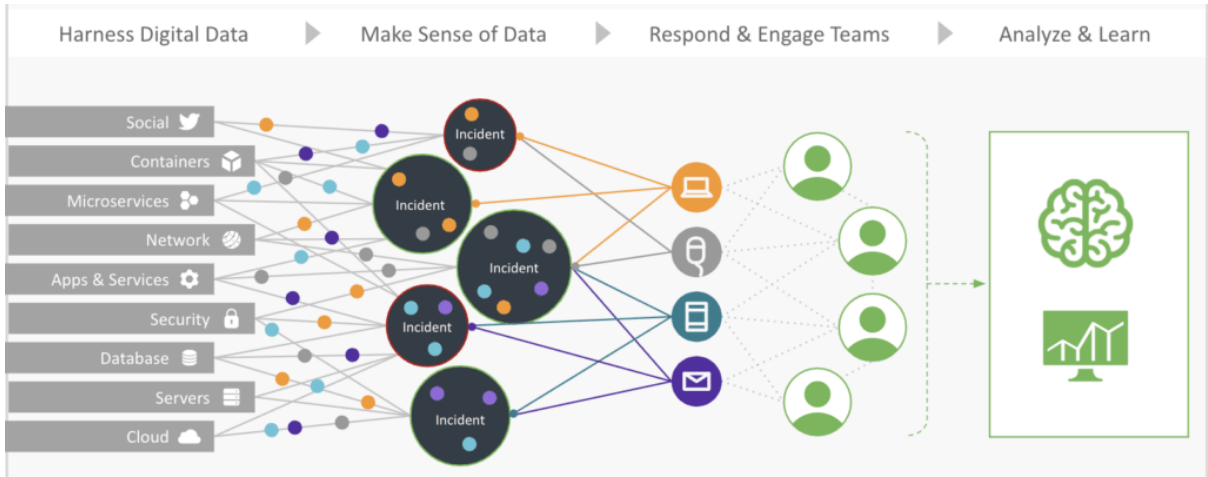 Harness Digital Data
Make Sense of Data
Respond & Engage Teams
Analyze & Learn
Social
Containers
Microservices
Network
Apps & Services
Security
Database
Servers
Cloud
Incident
Incident
Incident
Incident
Incident